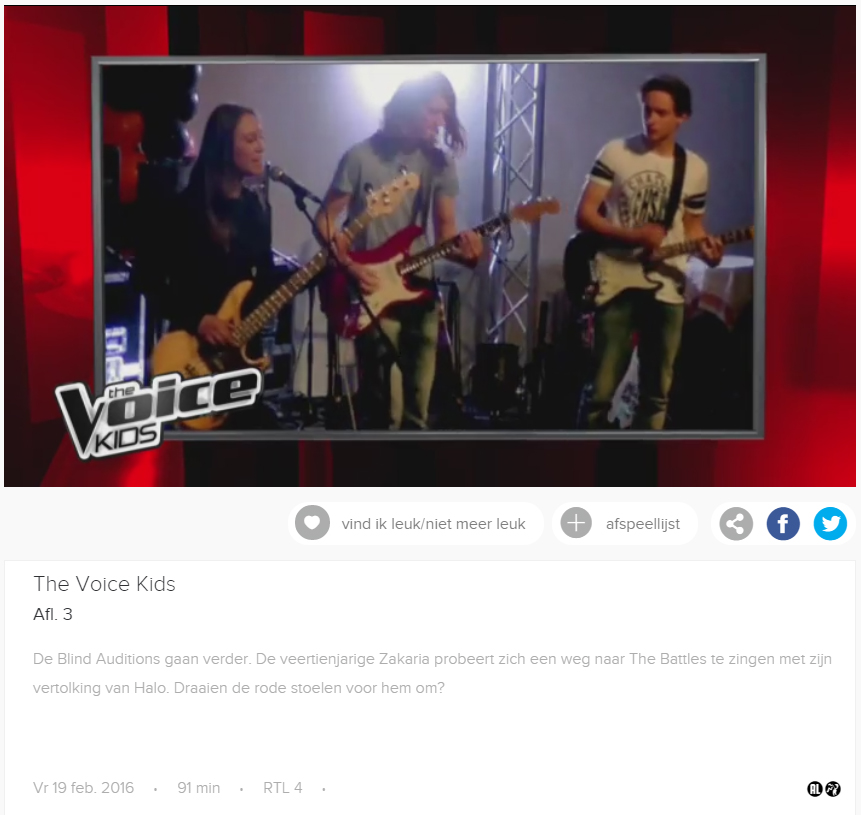 the
Voice
KIDS
vind ik leuk/niet meer leuk
afspeellijst
The Voice Kids
Afl. 3
De Blind Auditions gaan verder. De veertienjarige Zakaria probeert zich een weg naar The Battles te zingen met zijn
vertolking van Halo. Draaien de rode stoelen voor hem om?
Vr 19 feb. 2016 • 91 min • RTL 4 •
AL